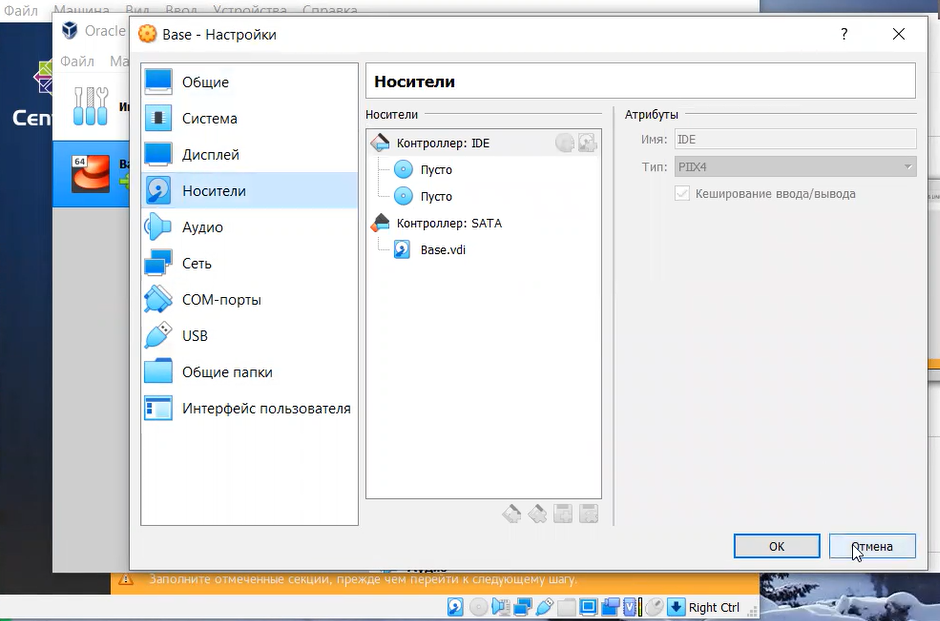 Файл Машина Вид Ввод Устройства Справка
Oracle
Base - Настройки
?
Файл
Cent
64
Общие
Система
Дисплей
Носители
Аудио
Сеть
COM-порты
USB
Общие папки
Интерфейс пользователя
Носители
Носители
Контроллер: IDE
Пусто
Пусто
Контроллер: SATA
Base.vdi
Атрибуты
Имя: IDE
Тип: PIIX4
Кеширование ввода/вывода
OK
Отмена
Заполните отмеченные секции, прежде чем перейти к следующему шагу.
Right Ctrl